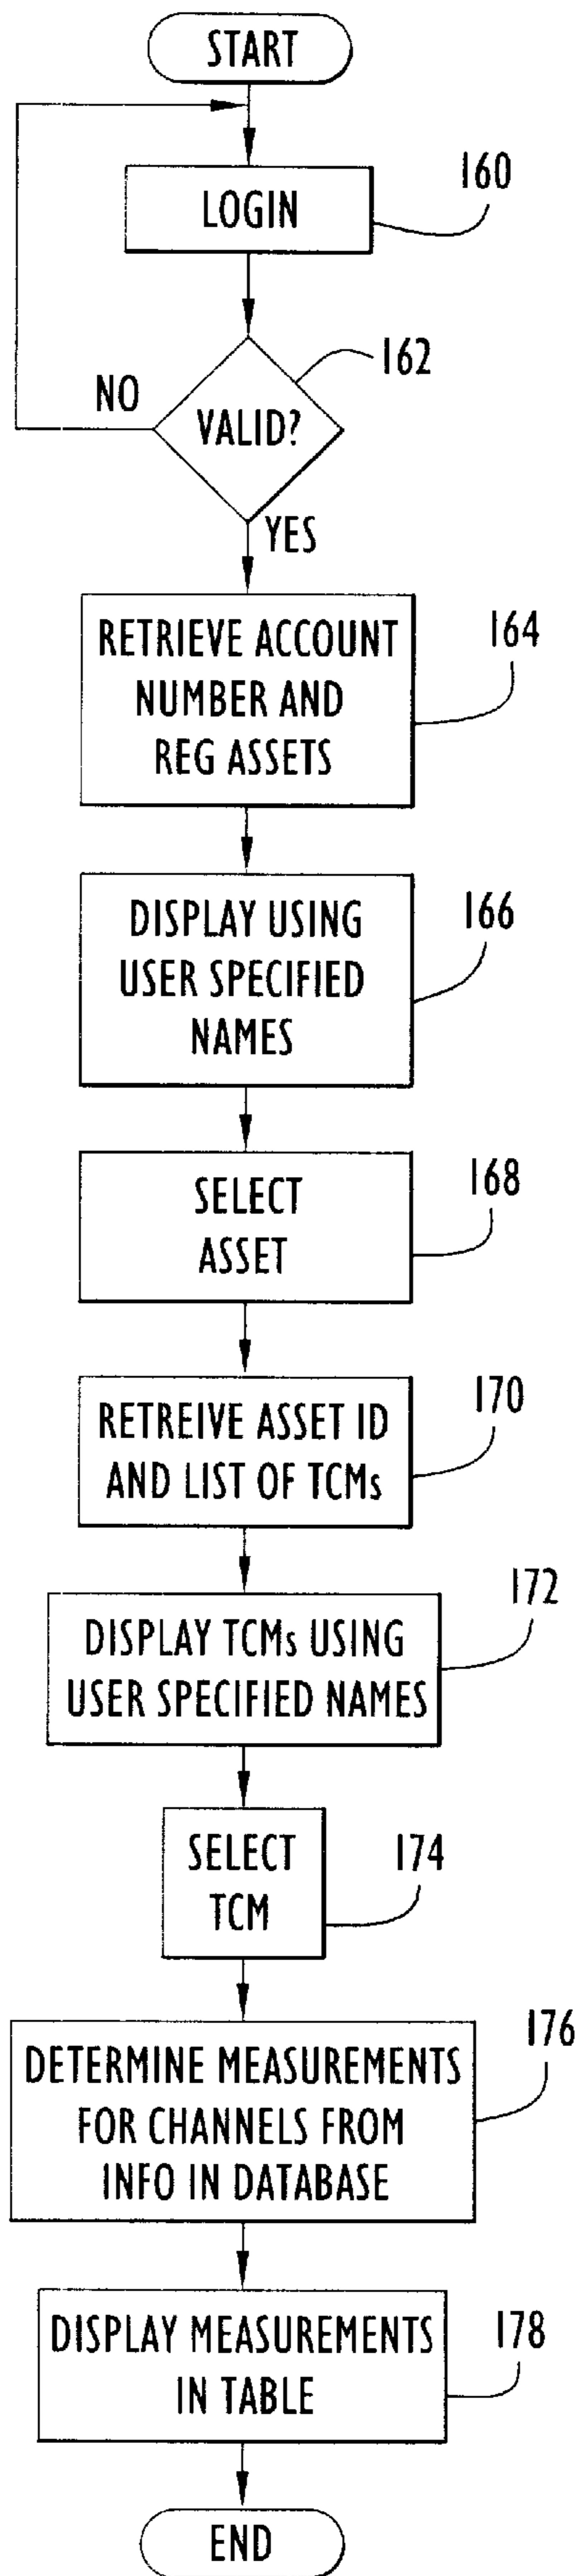 START
160
LOGIN
162
NO
VALID?
YES
164
RETRIEVE ACCOUNT
NUMBER AND
REG ASSETS
166
DISPLAY USING
USER SPECIFIED
NAMES
168
SELECT
ASSET
170
RETREIVE ASSET ID
AND LIST OF TCMs
172
DISPLAY TCMs USING
USER SPECIFIED NAMES
174
SELECT
TCM
176
DETERMINE MEASUREMENTS
FOR CHANNELS FROM
INFO IN DATABASE
178
DISPLAY MEASUREMENTS
IN TABLE
END